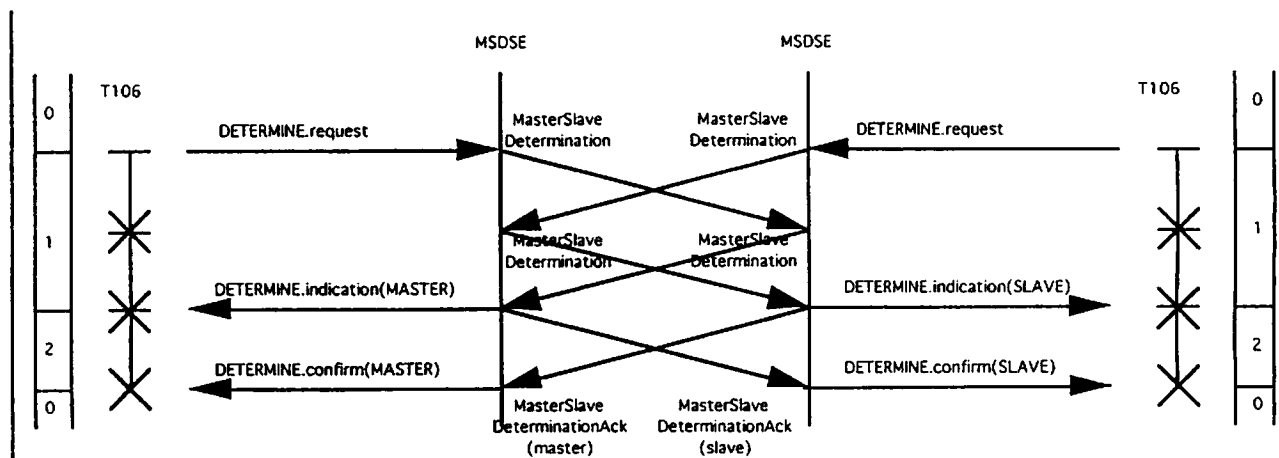 MSDSE
MSDSE
T106
T106
0
0
DETERMINE.request
MasterSlave
Determination
MasterSlave
Determination
DETERMINE.request
1
1
MasterSlave
Determination
MasterSlave
Determination
DETERMINE.indication(MASTER)
DETERMINE.indication(SLAVE)
2
2
DETERMINE.confirm(MASTER)
DETERMINE.confirm(SLAVE)
0
0
MasterSlave
DeterminationAck
(master)
MasterSlave
DeterminationAck
(slave)